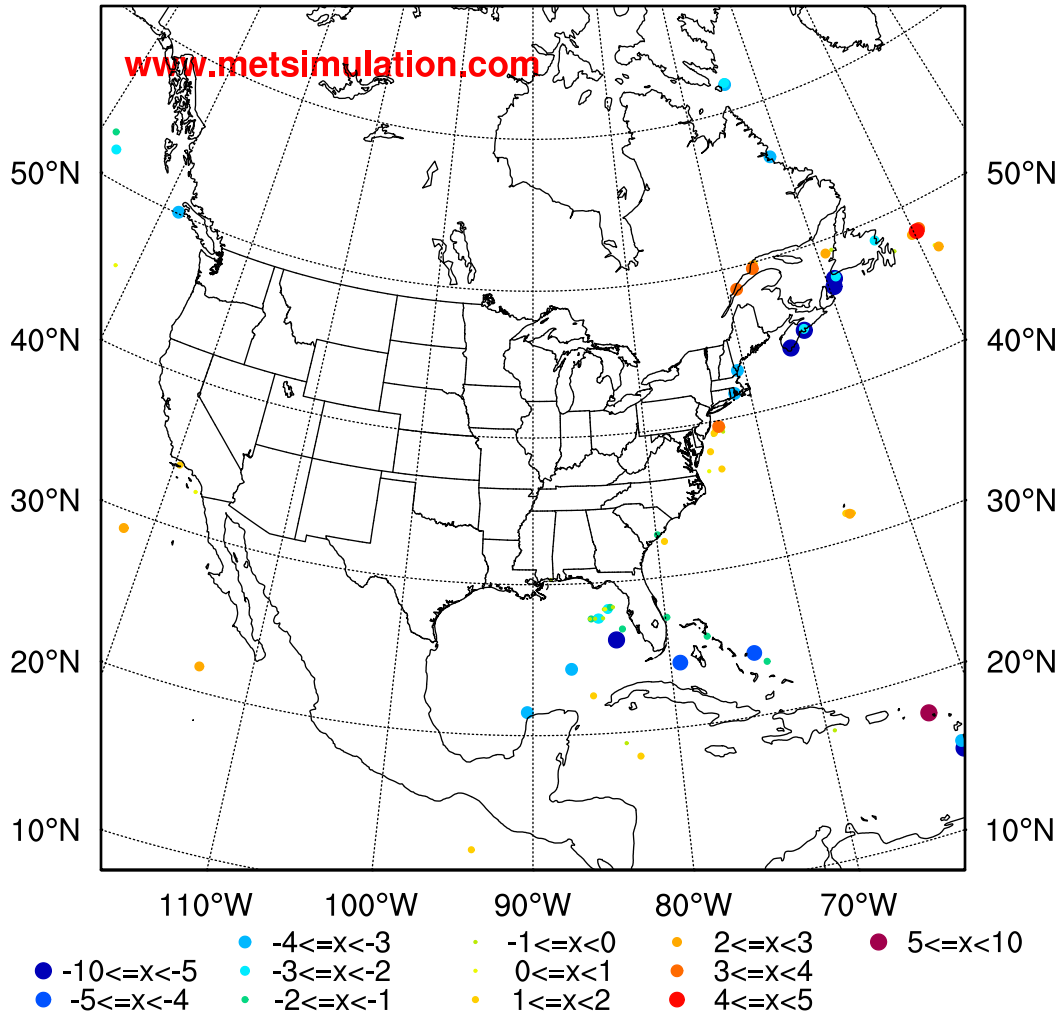 www.metsimulation.com
50°N 50°N
40°N 40°N
30°N 30°N
20°N 20°N
10°N 10°N
110°W 100°W 90°W 80°W 70°W
-4<=x<-3 -1<=x<0 2<=x<3 5<=x<10
-10<=x<-5 -3<=x<-2 0<=x<1 3<=x<4
-5<=x<-4 -2<=x<-1 1<=x<2 4<=x<5